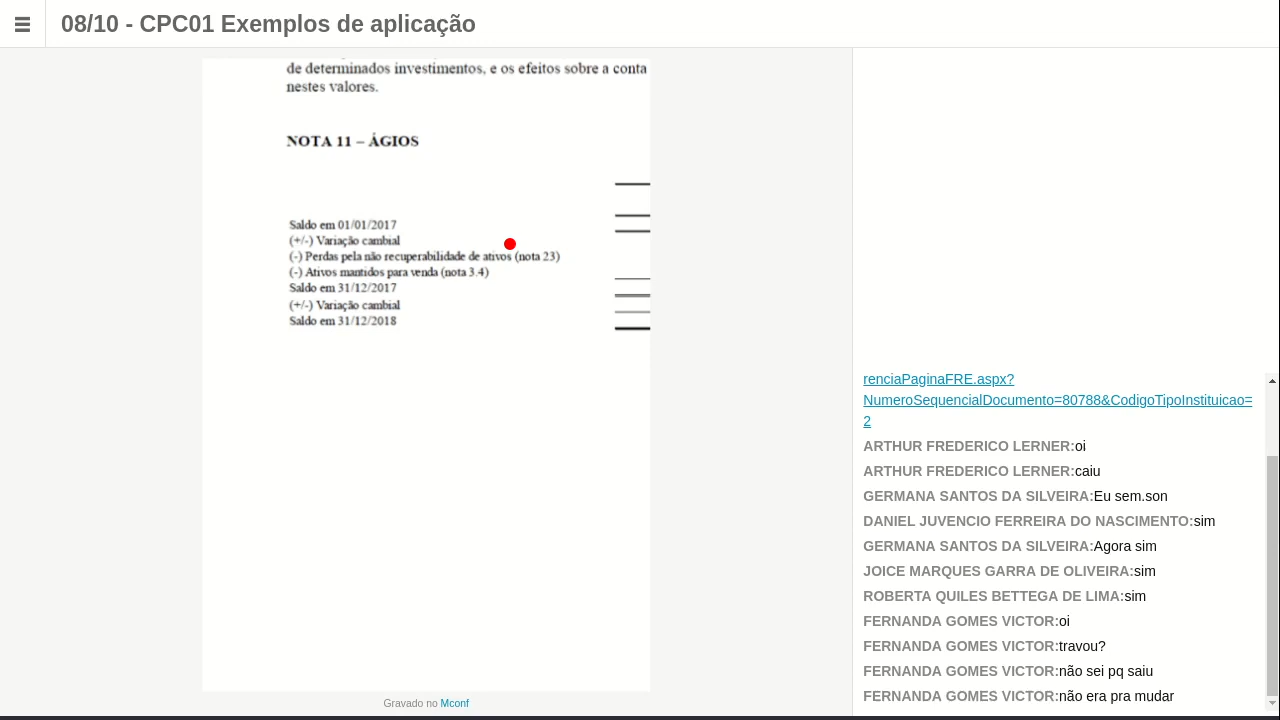 08/10 - CPC01 Exemplos de aplicação
de determinados investimentos, e os efeitos sobre a conta
nestes valores.
NOTA 11 – ÁGIOS
Saldo em 01/01/2017
(+/-) Variação cambial
(-) Perdas pela não recuperabilidade de ativos (nota 23)
(-) Ativos mantidos para venda (nota 3.4)
Saldo em 31/12/2017
(+/-) Variação cambial
Saldo em 31/12/2018
Gravado no Mconf
renciaPaginaFRE.aspx?
NumeroSequencialDocumento=80788&CodigoTipoInstituicao=
2
ARTHUR FREDERICO LERNER:oi
ARTHUR FREDERICO LERNER:caiu
GERMANA SANTOS DA SILVEIRA:Eu sem.son
DANIEL JUVENCIO FERREIRA DO NASCIMENTO:sim
GERMANA SANTOS DA SILVEIRA:Agora sim
JOICE MARQUES GARRA DE OLIVEIRA:sim
ROBERTA QUILES BETTEGA DE LIMA:sim
FERNANDA GOMES VICTOR:oi
FERNANDA GOMES VICTOR:travou?
FERNANDA GOMES VICTOR:não sei pq saiu
FERNANDA GOMES VICTOR:não era pra mudar